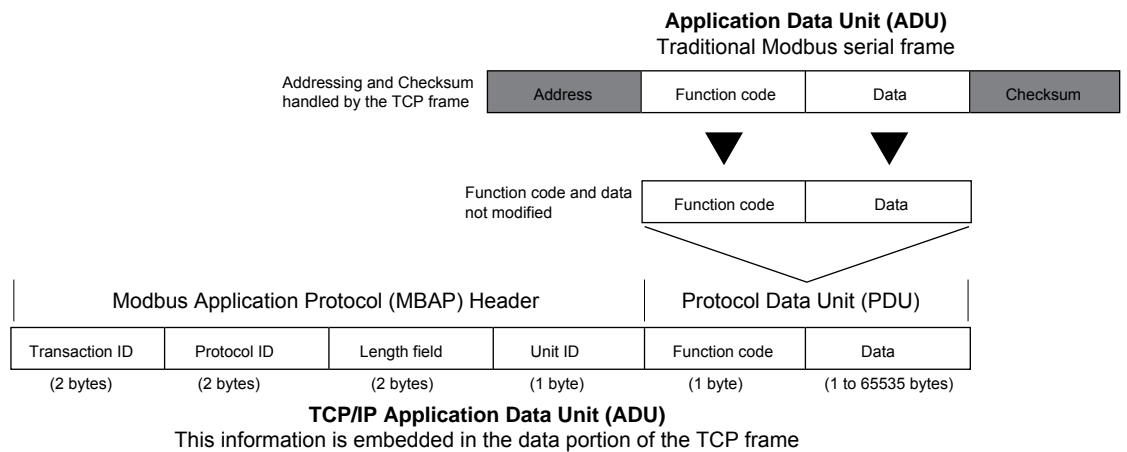 Application Data Unit (ADU)
Traditional Modbus serial frame
Addressing and Checksum
handled by the TCP frame
Address Function code Data Checksum
Function code and data
not modified
Function code Data
Modbus Application Protocol (MBAP) Header Protocol Data Unit (PDU)
Transaction ID Protocol ID Length field Unit ID Function code Data
(2 bytes) (2 bytes) (2 bytes) (1 byte) (1 byte) (1 to 65535 bytes)
TCP/IP Application Data Unit (ADU)
This information is embedded in the data portion of the TCP frame